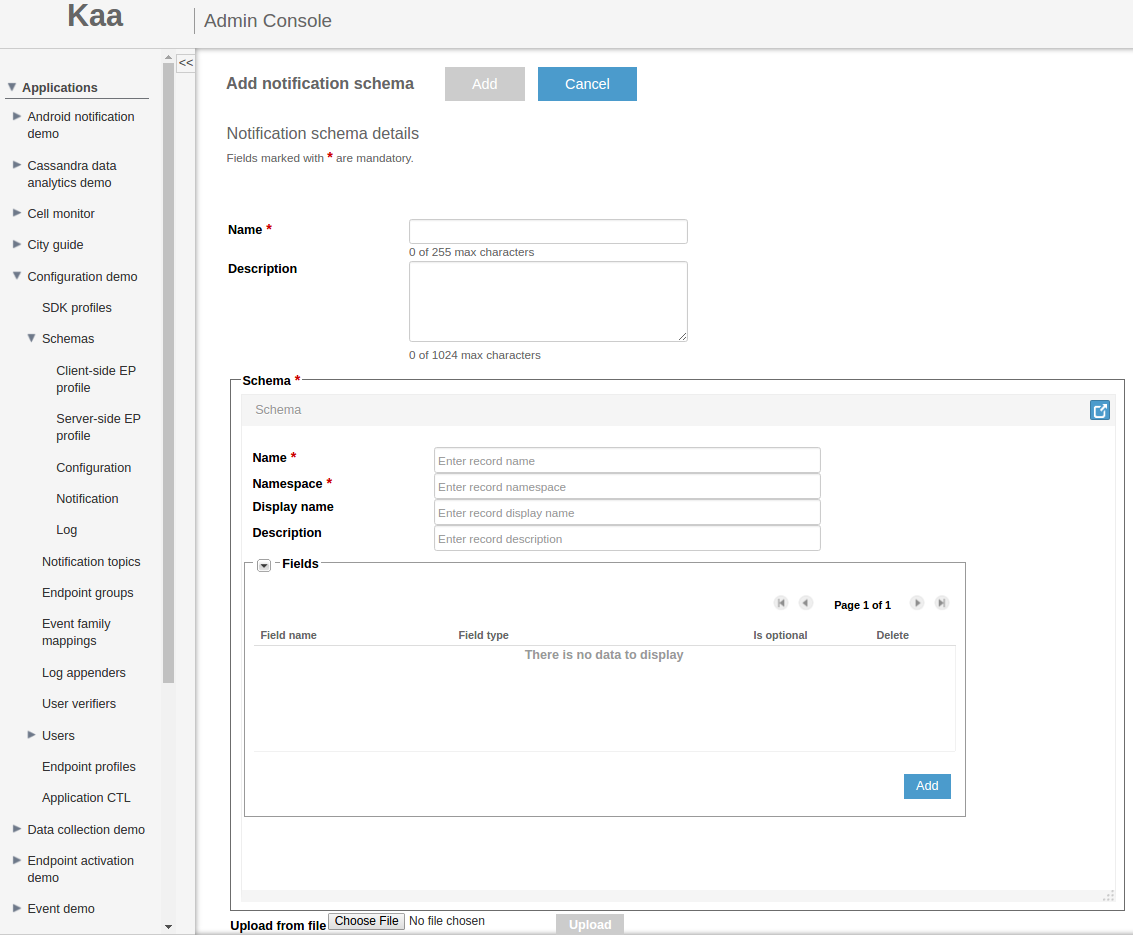 Kaa
Admin Console
<<
Applications
Android notification
demo
Cassandra data
analytics demo
Cell monitor
City guide
Configuration demo
SDK profiles
Schemas
Client-side EP
profile
Server-side EP
profile
Configuration
Notification
Log
Notification topics
Endpoint groups
Event family
mappings
Log appenders
User verifiers
Users
Endpoint profiles
Application CTL
Data collection demo
Endpoint activation
demo
Event demo
Add notification schema
Add
Cancel
Notification schema details
Fields marked with * are mandatory.
Name *
0 of 255 max characters
Description
0 of 1024 max characters
Schema *
Schema
Name *
Enter record name
Namespace *
Enter record namespace
Display name
Enter record display name
Description
Enter record description
Fields
Page 1 of 1
Field name Field type Is optional Delete
There is no data to display
Add
Upload from file Choose File No file chosen Upload